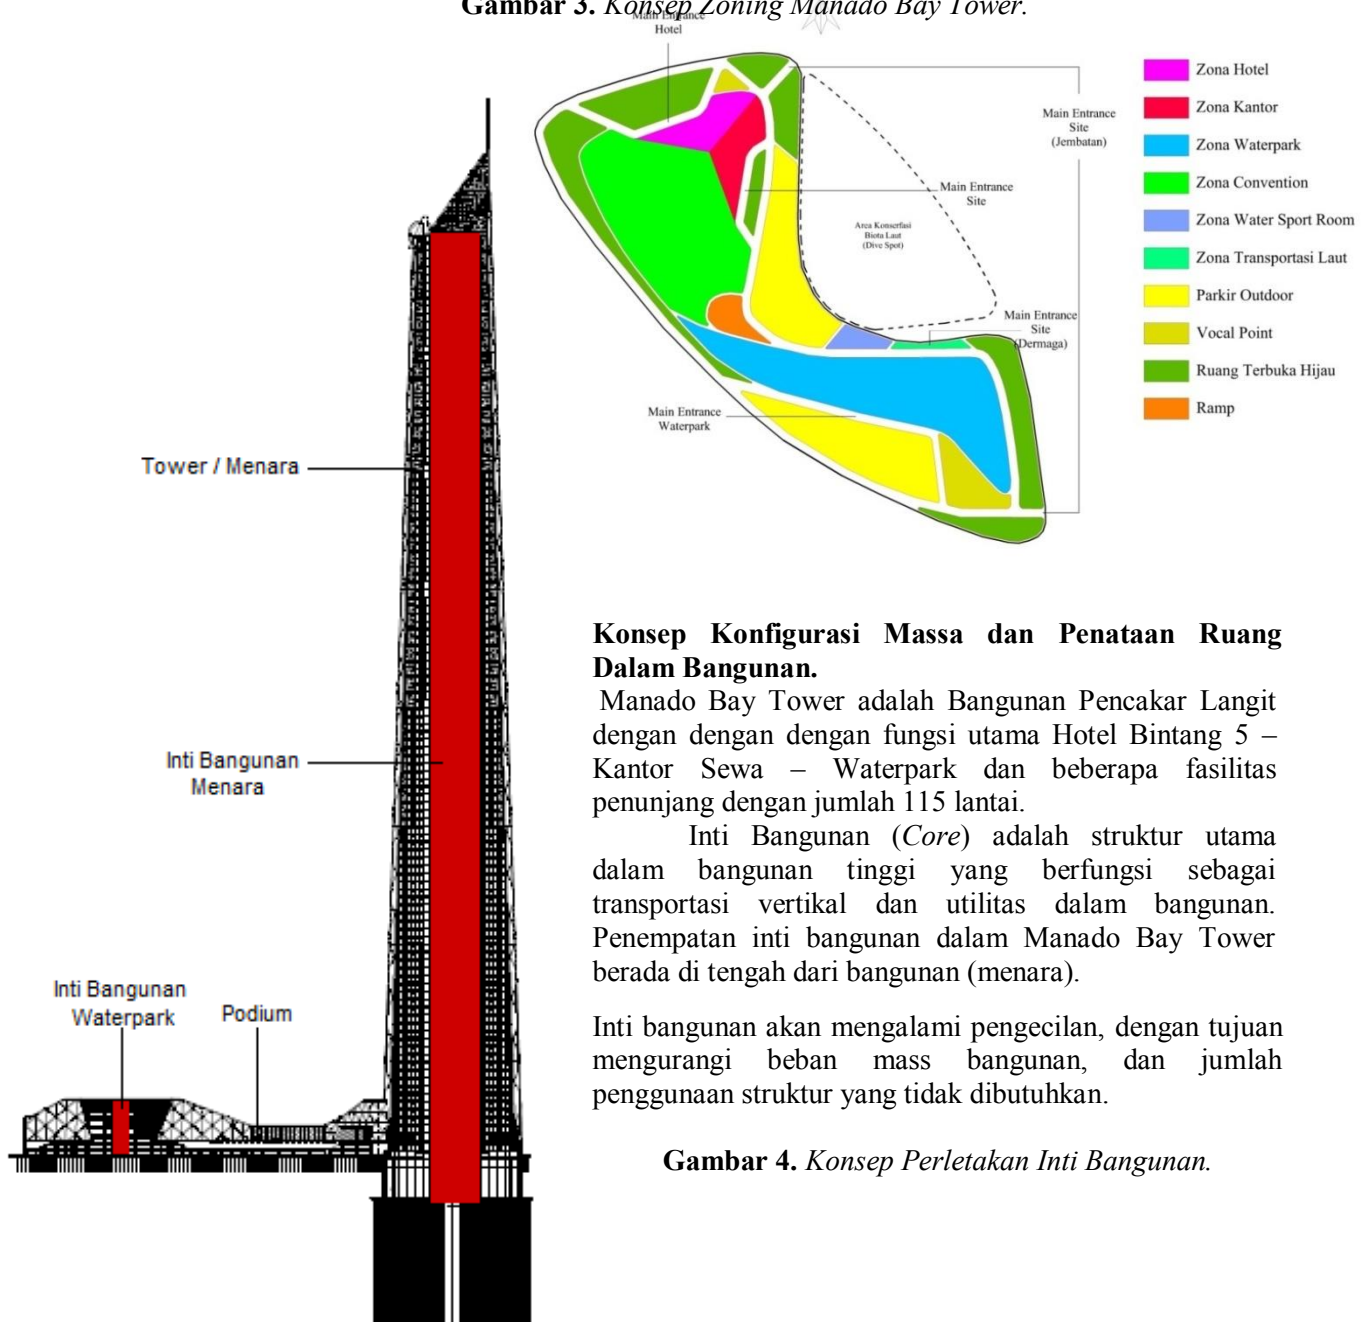 Gambar 3. Konsep Zoning Manado Bay Tower.
Main Entrance
Hotel
Main Entrance
Site
(Jembatan)
Main Entrance
Site
Area Konserfasi
Biota Laut
(Dive Spot)
Main Entrance
Site
(Dermaga)
Main Entrance
Waterpark
Zona Hotel
Zona Kantor
Zona Waterpark
Zona Convention
Zona Water Sport Room
Zona Transportasi Laut
Parkir Outdoor
Vocal Point
Ruang Terbuka Hijau
Ramp
Tower / Menara
Inti Bangunan
Menara
Inti Bangunan
Waterpark
Podium
Konsep Konfigurasi Massa dan Penataan Ruang
Dalam Bangunan.
Manado Bay Tower adalah Bangunan Pencakar Langit
dengan dengan dengan fungsi utama Hotel Bintang 5 –
Kantor Sewa – Waterpark dan beberapa fasilitas
penunjang dengan jumlah 115 lantai.
Inti Bangunan (Core) adalah struktur utama
dalam bangunan tinggi yang berfungsi sebagai
transportasi vertikal dan utilitas dalam bangunan.
Penempatan inti bangunan dalam Manado Bay Tower
berada di tengah dari bangunan (menara).
Inti bangunan akan mengalami pengecilan, dengan tujuan
mengurangi beban mass bangunan, dan jumlah
penggunaan struktur yang tidak dibutuhkan.
Gambar 4. Konsep Perletakan Inti Bangunan.